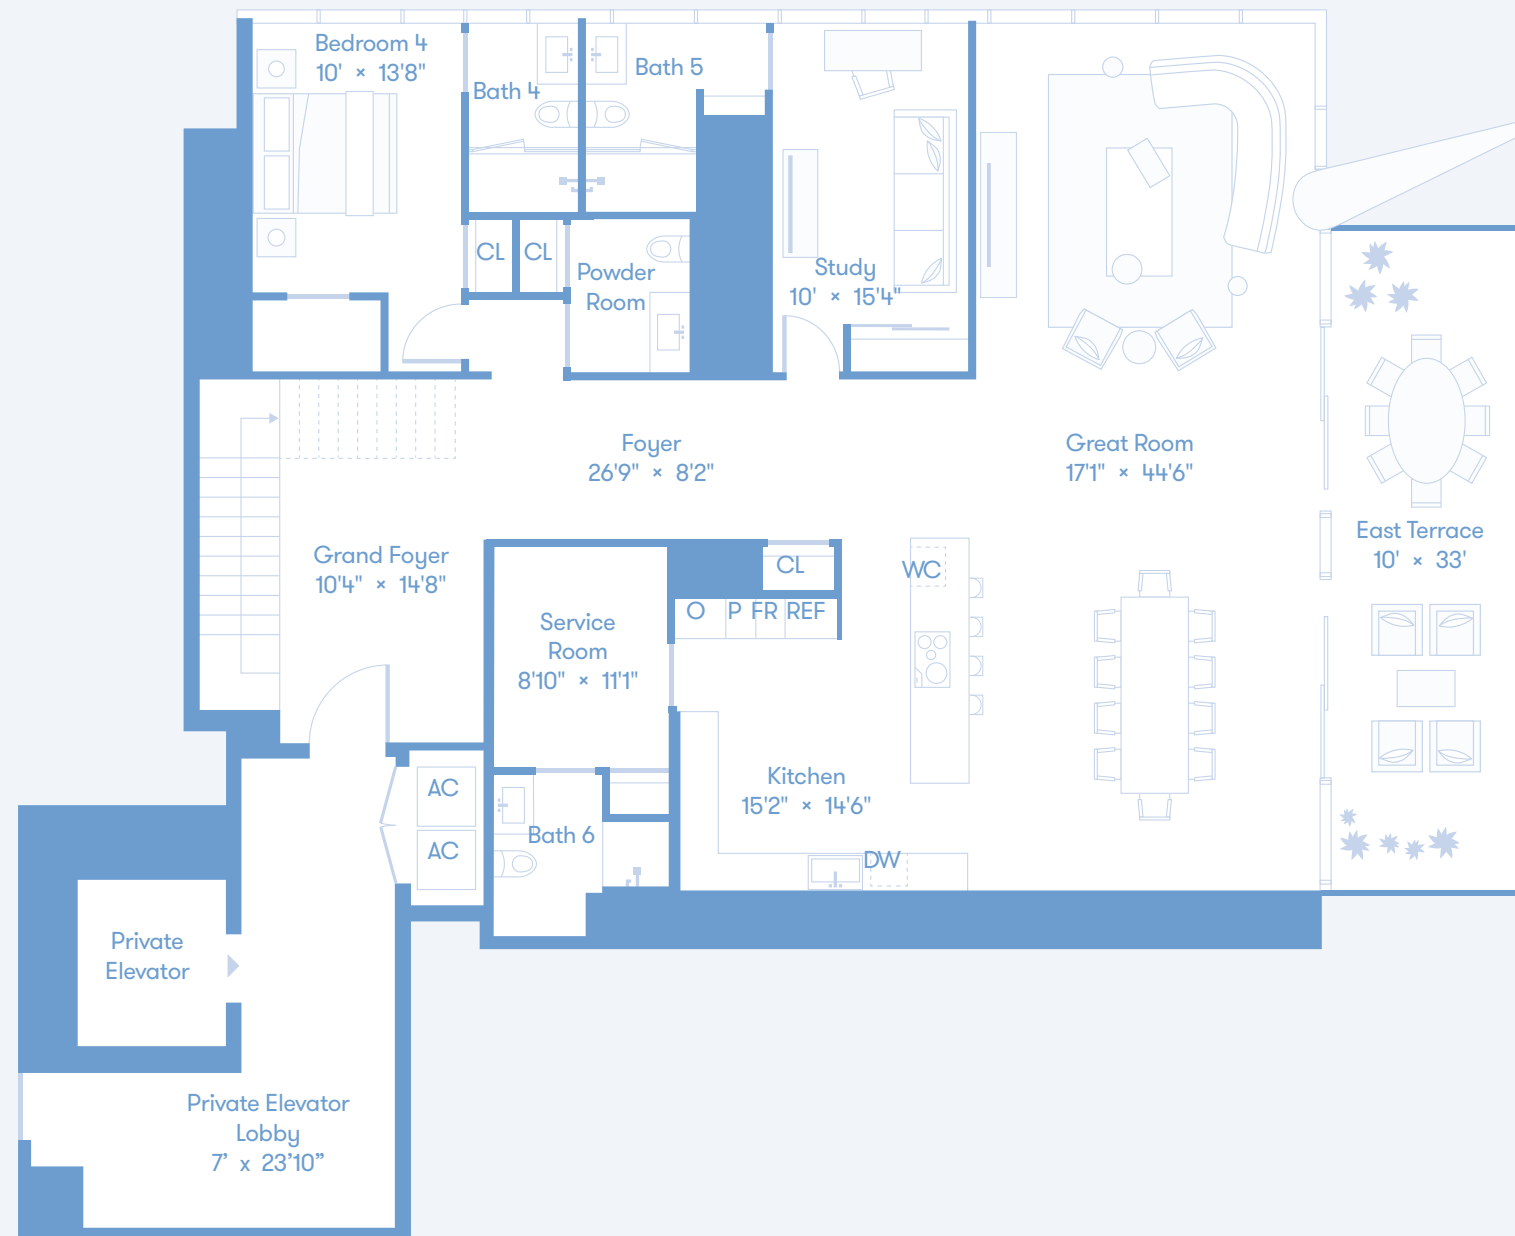 Bedroom 4
10' × 13'8"
Bath 4
Bath 5
CL
CL
Powder
Room
Study
10' × 15'4"
Foyer
26'9" × 8'2"
Great Room
17'1" × 44'6"
East Terrace
10' × 33'
Grand Foyer
10'4" × 14'8"
CL
WC
O
P
FR
REF
Service
Room
8'10" × 11'1"
Kitchen
15'2" × 14'6"
AC
AC
Bath 6
DW
Private
Elevator
Private Elevator
Lobby
7’ x 23’10”